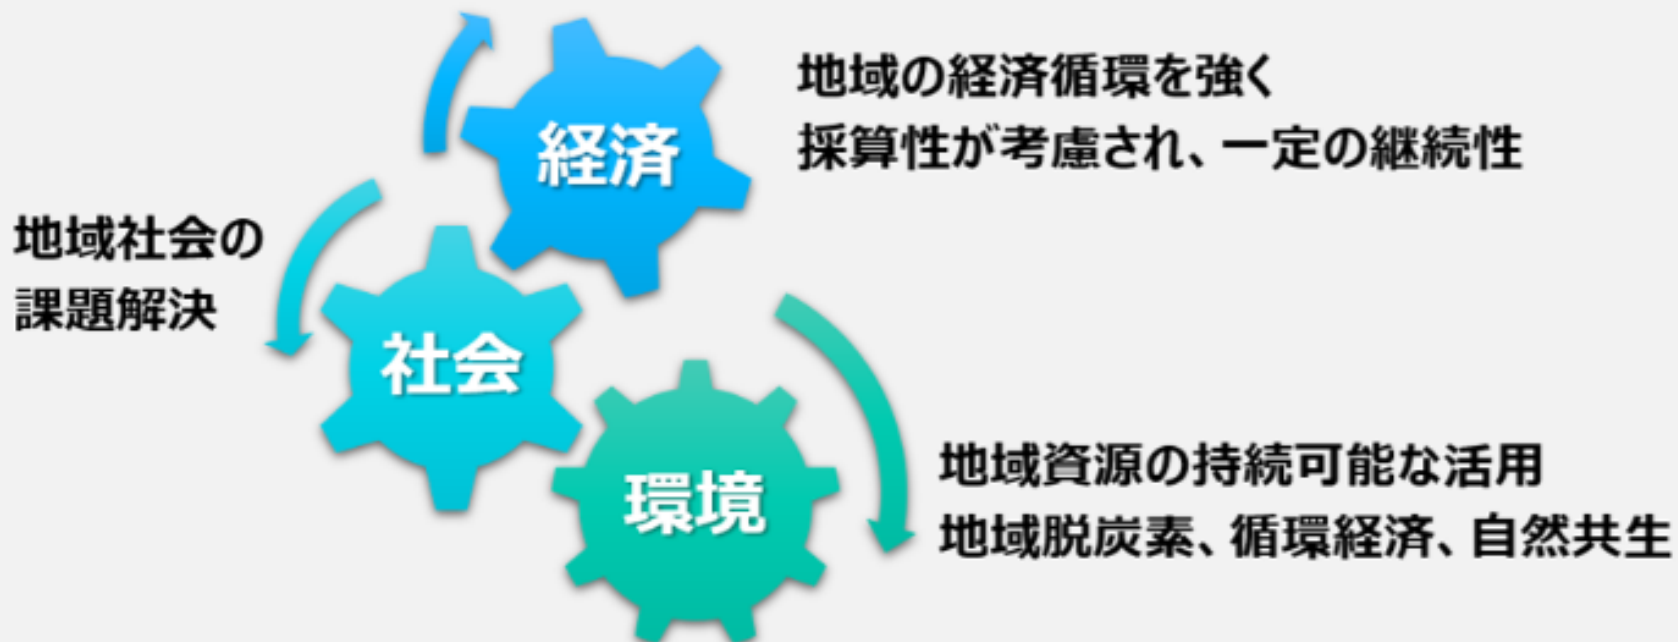 経済
地域の経済循環を強く
採算性が考慮され、一定の継続性
地域社会の
課題解決
社会
環境
地域資源の持続可能な活用
地域脱炭素、循環経済、自然共生